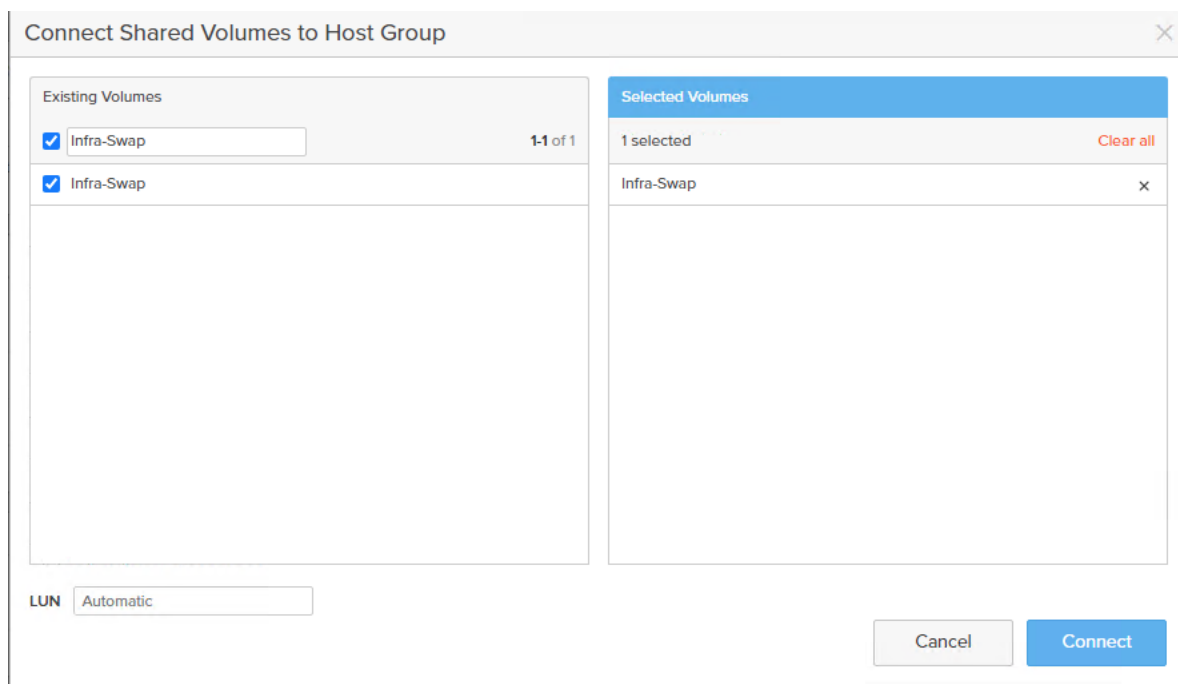 Connect Shared Volumes to Host Group
Existing Volumes
Infra-Swap
1-1 of 1
Infra-Swap
Selected Volumes
1 selected
Clear all
Infra-Swap
LUN Automatic
Cancel
Connect